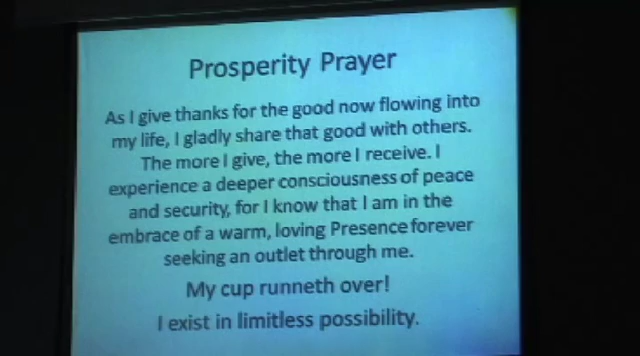 Prosperity Prayer
As I give thanks for the good now flowing into
my life, I gladly share that good with others.
The more I give, the more I receive. I
experience a deeper consciousness of peace
and security, for I know that I am in the
embrace of a warm, loving Presence forever
seeking an outlet through me.
My cup runneth over!
I exist in limitless possibility.